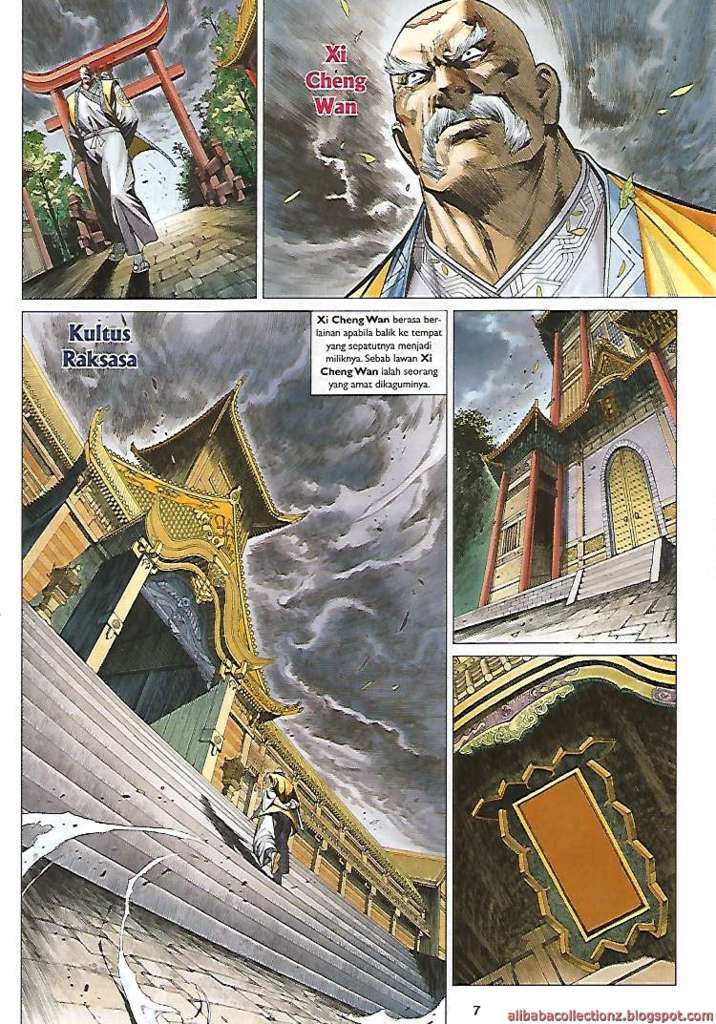 Xi
Cheng
Wan
Kultus
Raksasa
Xi Cheng Wan berasa ber-
lainan apabila balik ke tempat
yang sepatutnya menjadi
miliknya. Sebab lawan Xi
Cheng Wan ialah seorang
yang amat dikaguminya.
7
alibabacollectionz.blogspot.com